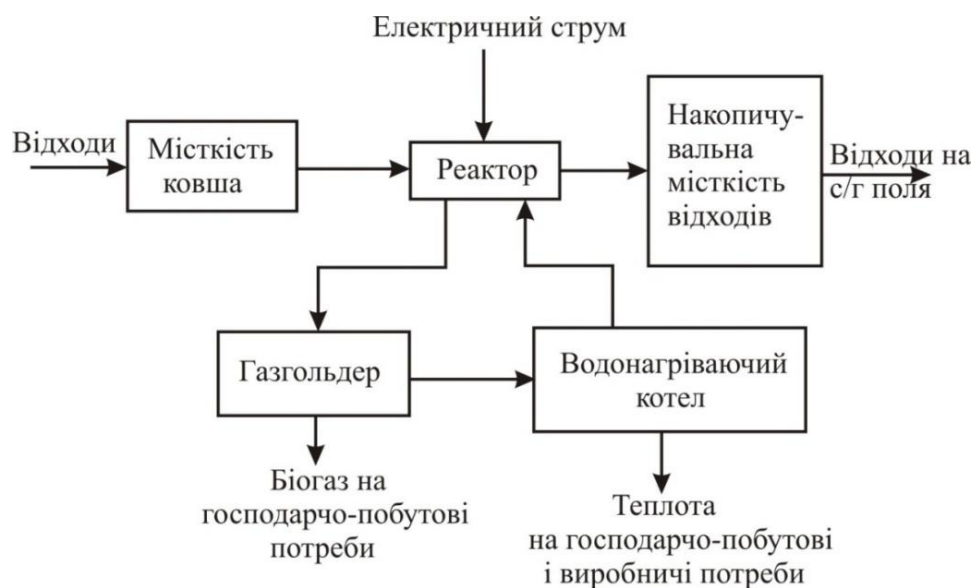 Електричний струм
Відходи
Місткість
ковша
Реактор
Накопичу-
вальна
місткість
відходів
Відходи на
с/г поля
Газгольдер
Водонагріваючий
котел
Біогаз на
господарчо-побутові
потреби
Теплота
на господарчо-побутові
і виробничі потреби